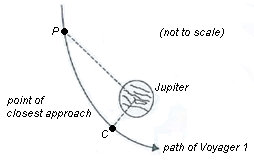 P
(not to scale)
Jupiter
point of
closest approach
C
path of Voyager 1